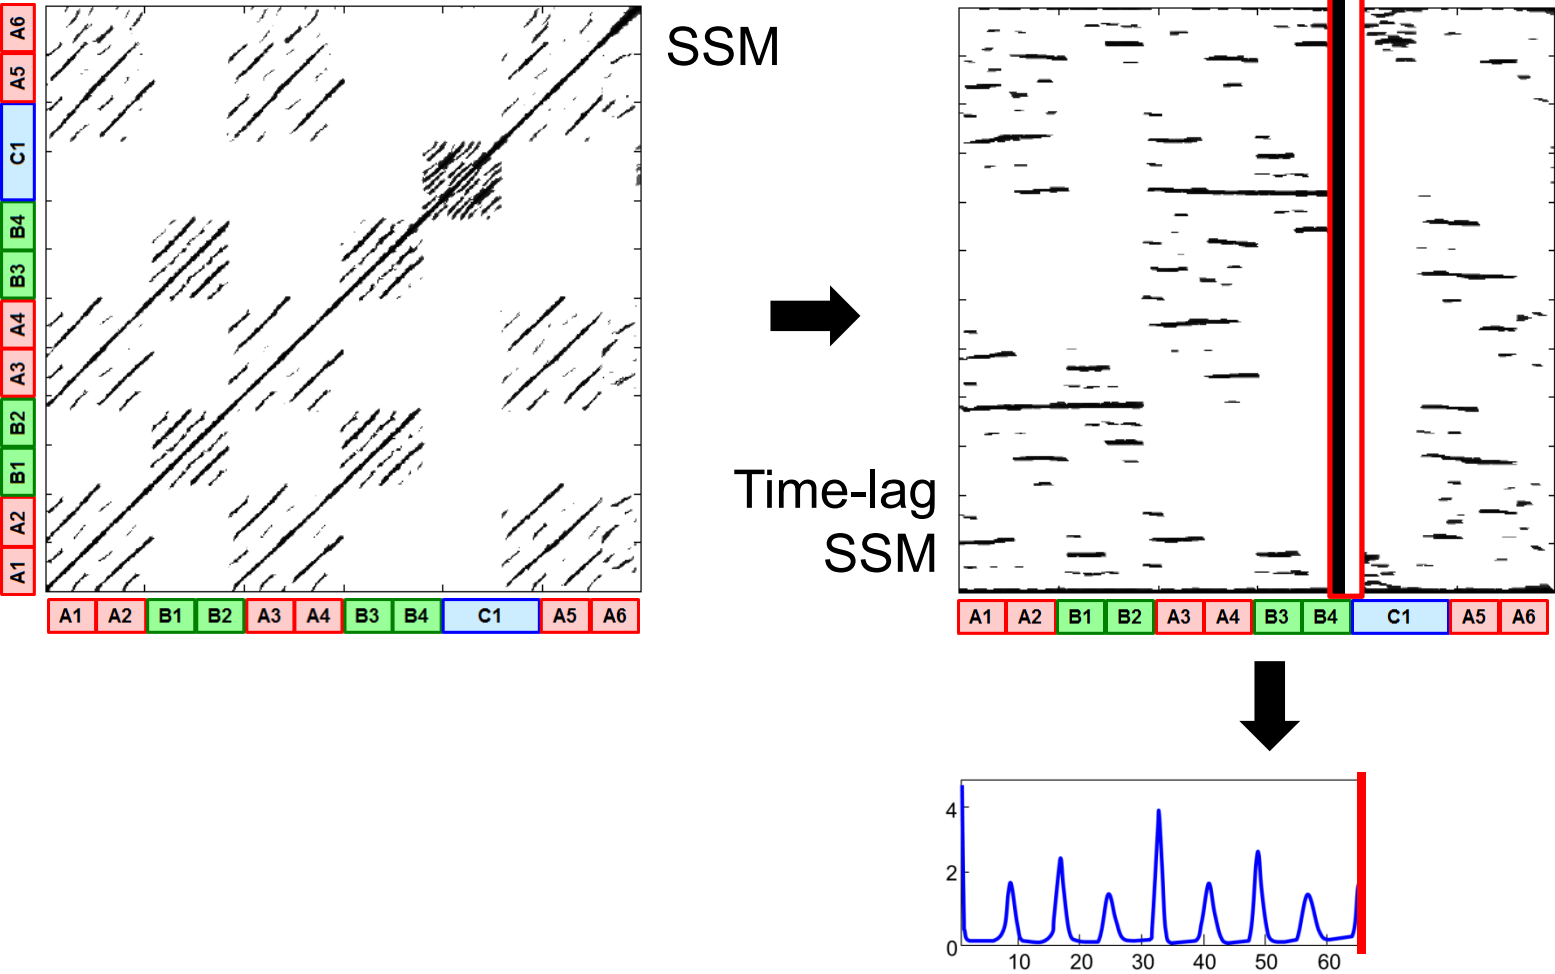 SSM
A6
A5
C1
B4
B3
A4
A3
B2
B1
A2
A1
A1 A2 B1 B2 A3 A4 B3 B4 C1 A5 A6
Time-lag
SSM
A1 A2 B1 B2 A3 A4 B3 B4 C1 A5 A6
4
2
0
10 20 30 40 50 60